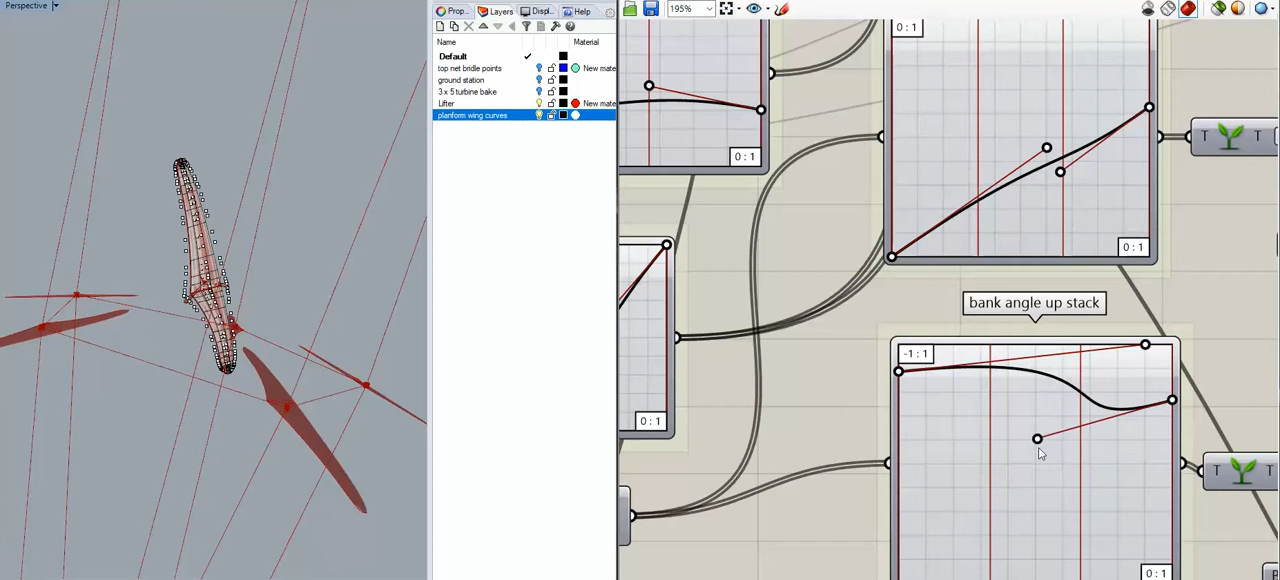 Perspective
Prop...
Layers
Displ...
Help
Name
Material
Default
top net bridle points
New mate
ground station
3 x 5 turbine bake
Lifter
New mate
planform wing curves
195%
0 : 1
0 : 1
0 : 1
0 : 1
T T
bank angle up stack
-1 : 1
T T
0 : 1